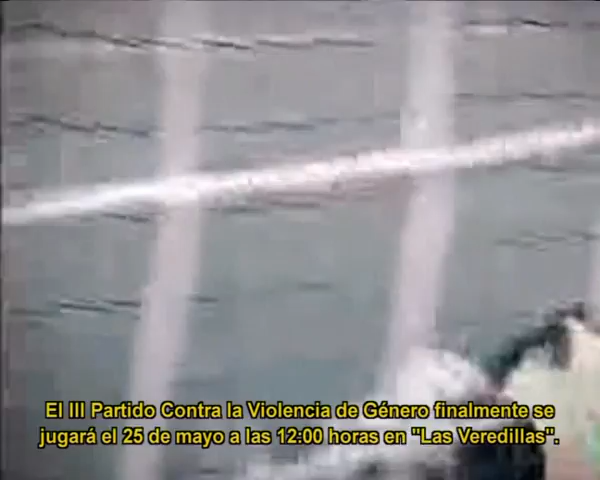 El III Partido Contra la Violencia de Género finalmente se
jugará el 25 de mayo a las 12:00 horas en "Las Veredillas".